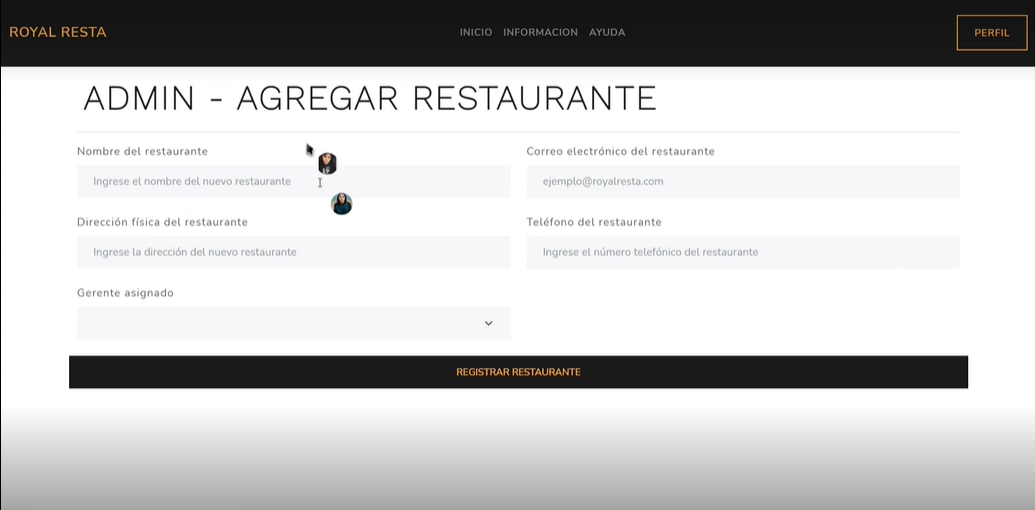 ROYAL RESTA
INICIO INFORMACION AYUDA
PERFIL
ADMIN - AGREGAR RESTAURANTE
Nombre del restaurante
Ingrese el nombre del nuevo restaurante
Correo electrónico del restaurante
ejemplo@royalresta.com
Dirección física del restaurante
Ingrese la dirección del nuevo restaurante
Teléfono del restaurante
Ingrese el número telefónico del restaurante
Gerente asignado
REGISTRAR RESTAURANTE